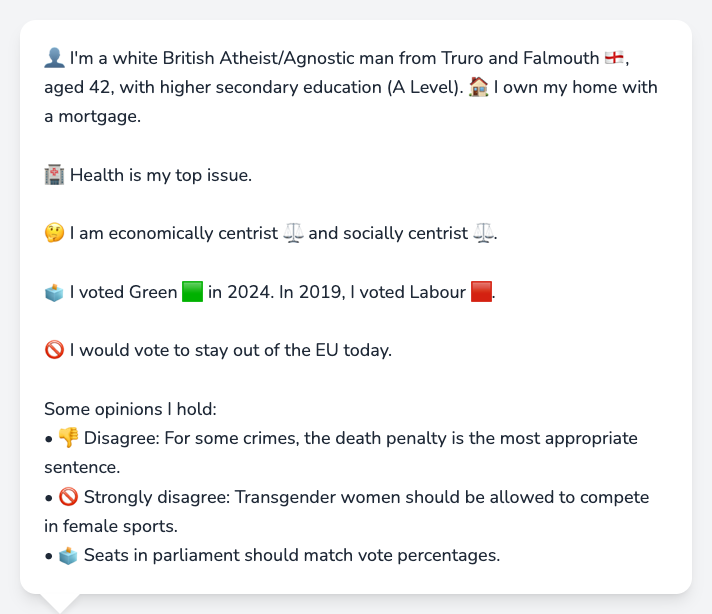 👤 I'm a white British Atheist/Agnostic man from Truro and Falmouth 🏴󠁧󠁢󠁥󠁮󠁧󠁿,
aged 42, with higher secondary education (A Level). 🏠 I own my home with
a mortgage.
🏥 Health is my top issue.
🤔 I am economically centrist ⚖️ and socially centrist ⚖️.
🗳️ I voted Green 🟩 in 2024. In 2019, I voted Labour 🟥.
🚫 I would vote to stay out of the EU today.
Some opinions I hold:
• 👎 Disagree: For some crimes, the death penalty is the most appropriate
sentence.
• 🚫 Strongly disagree: Transgender women should be allowed to compete
in female sports.
• 🗳️ Seats in parliament should match vote percentages.